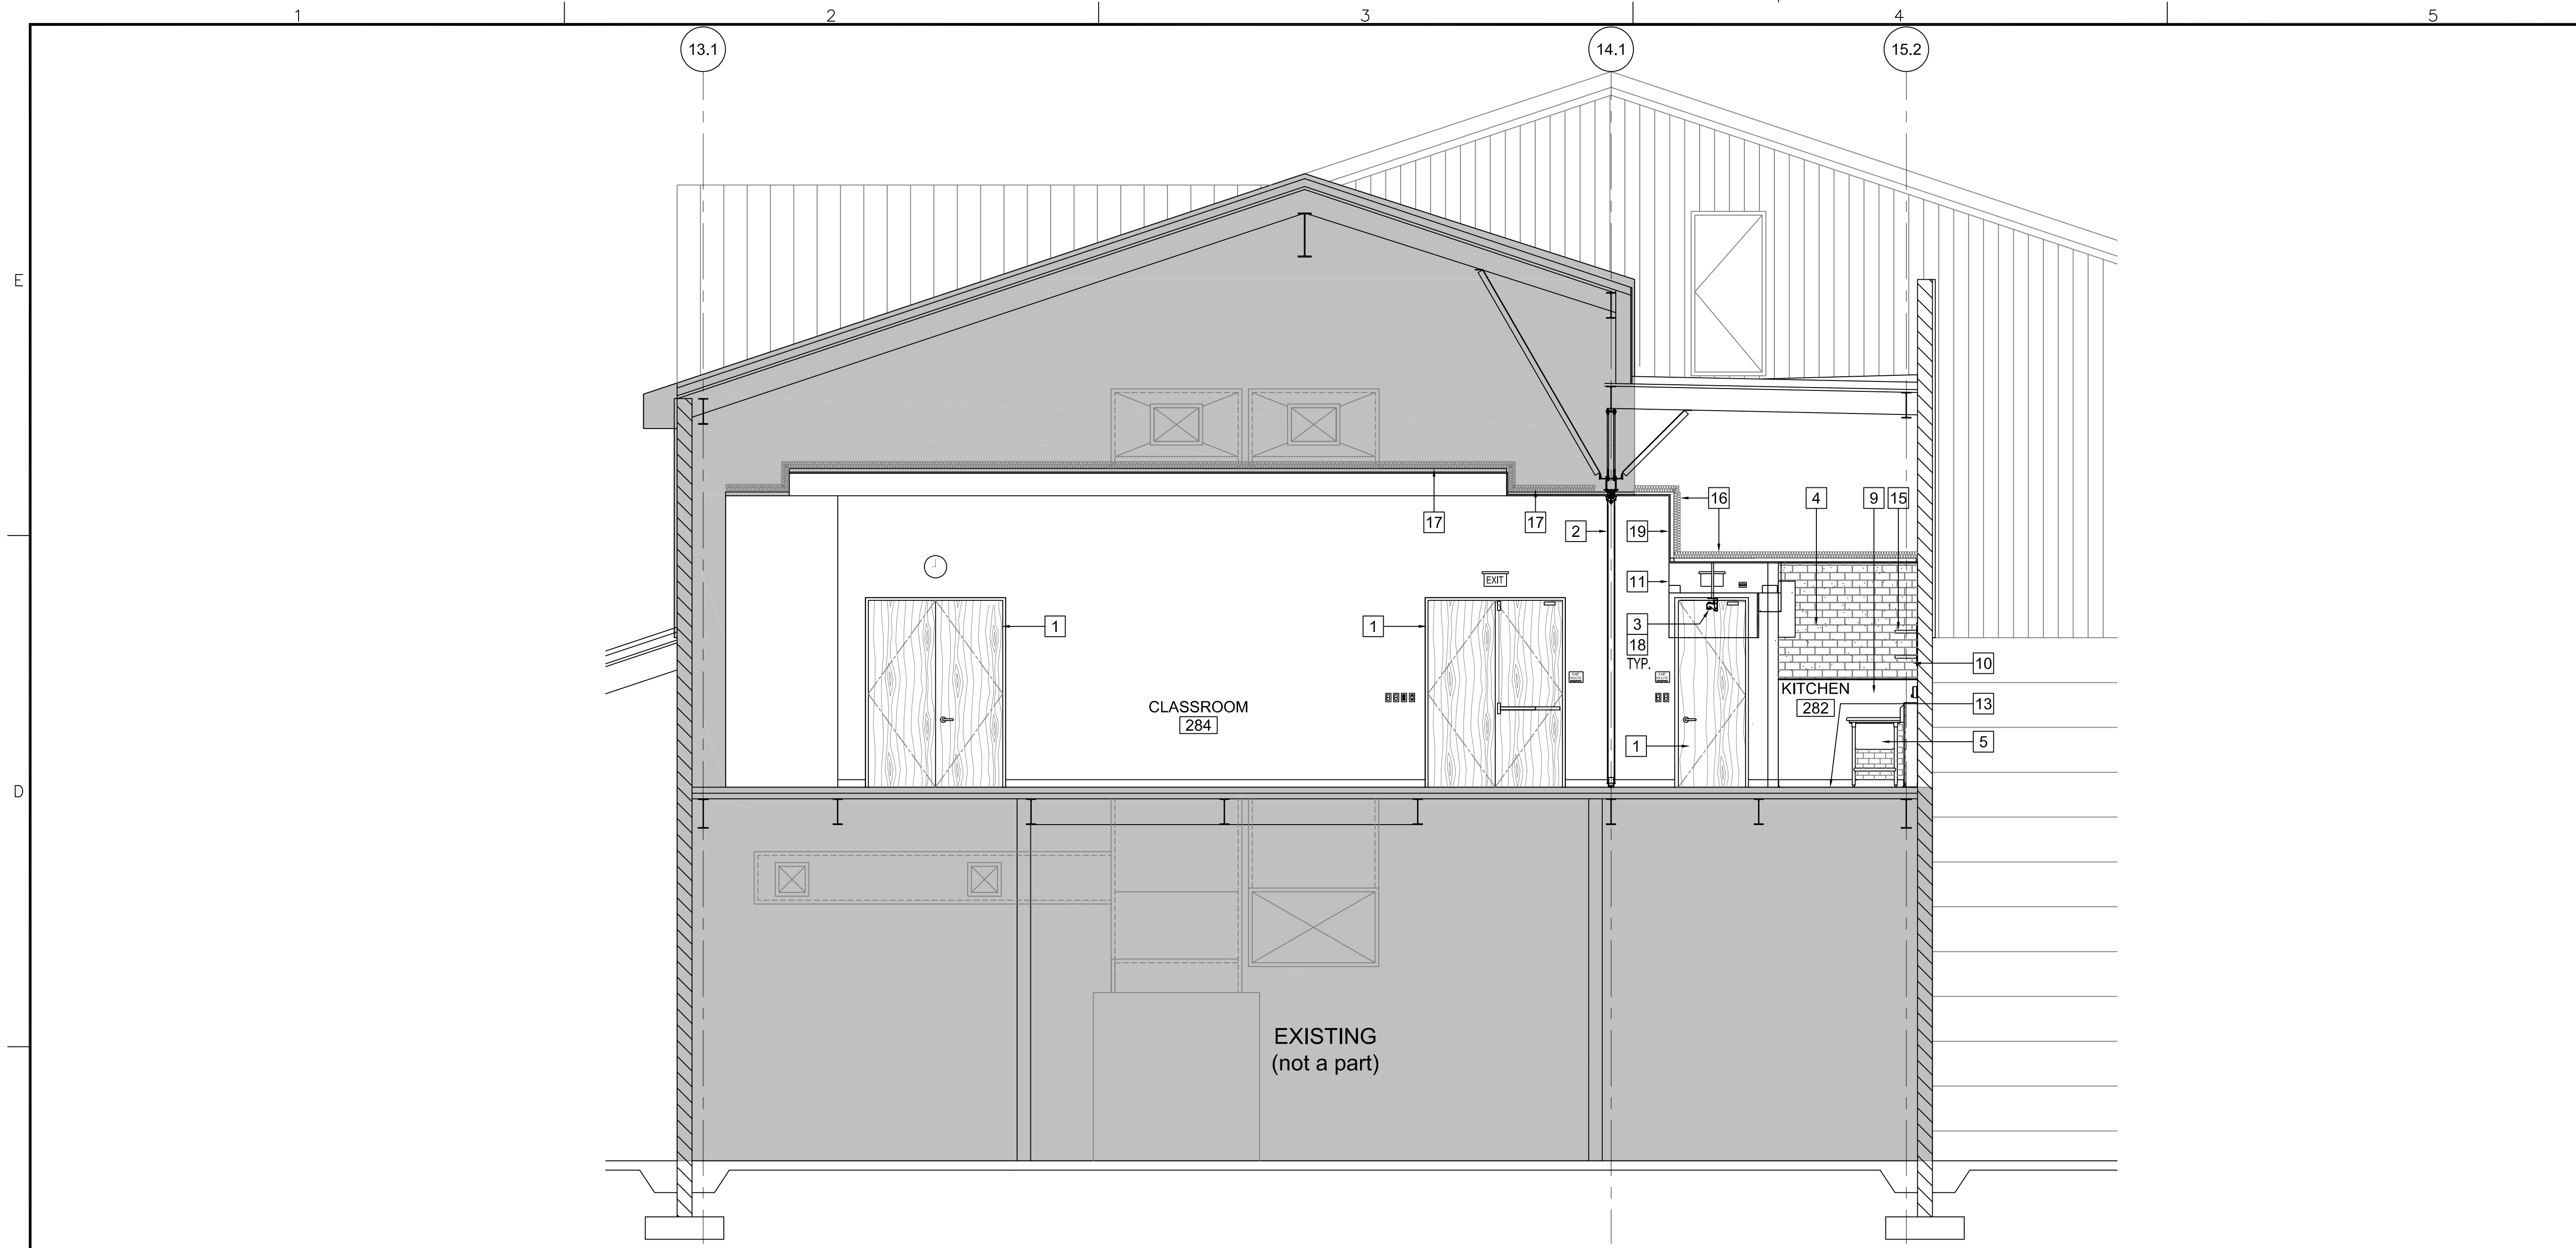 1 2 3 4 5
13.1 14.1 15.2
E
16 4 9 15
17 17 2 19
D
EXIT
11
1 1 3
18
TYP.
10
KITCHEN
282
13
CLASSROOM
284
1 5
EXISTING
(not a part)